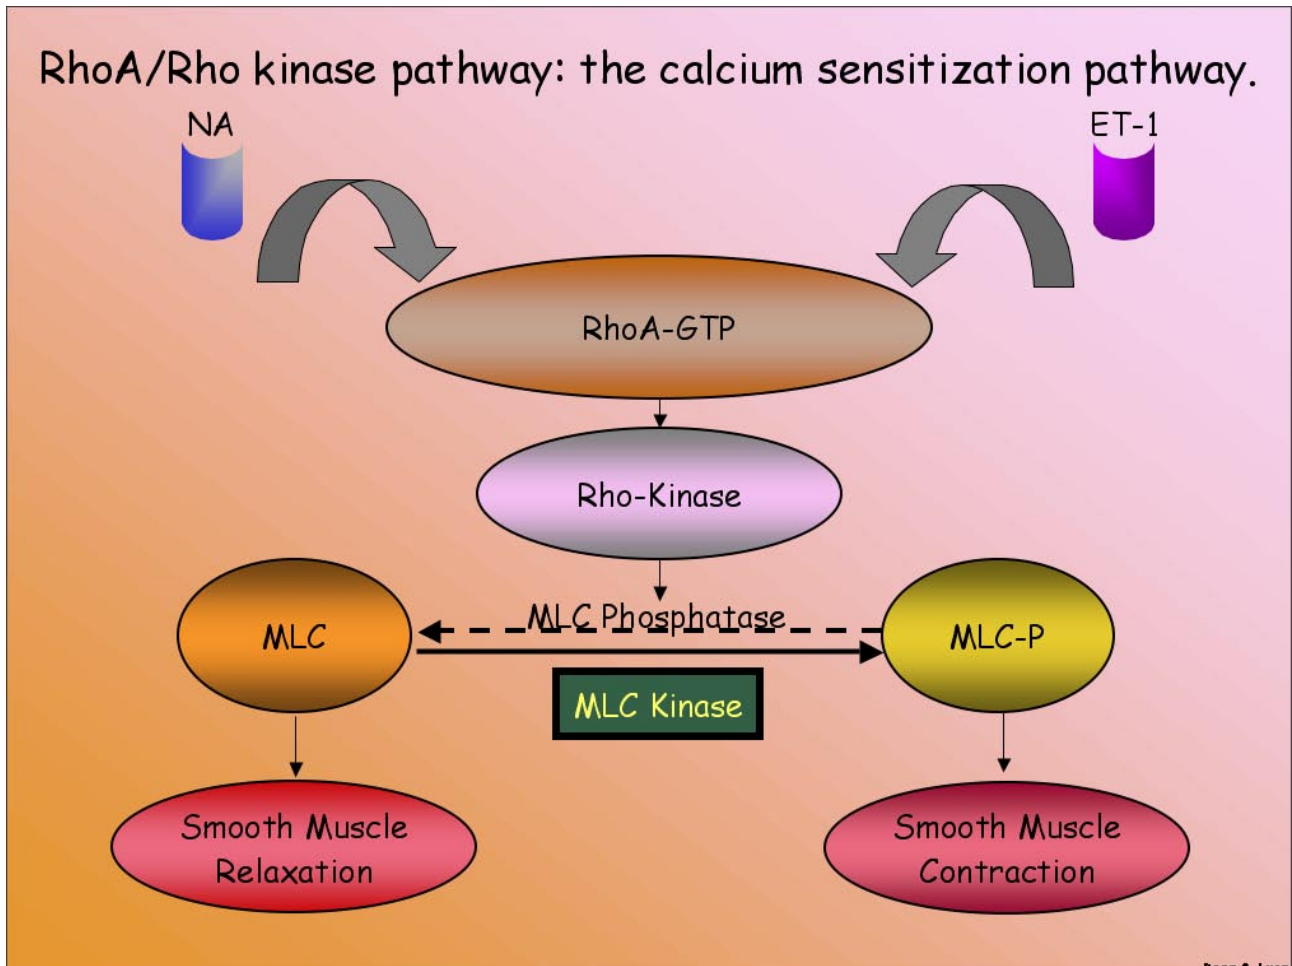 RhoA/Rho kinase pathway: the calcium sensitization pathway.
NA
ET-1
RhoA-GTP
Rho-Kinase
MLC Phosphatase
MLC
MLC-P
MLC Kinase
Smooth Muscle
Relaxation
Smooth Muscle
Contraction